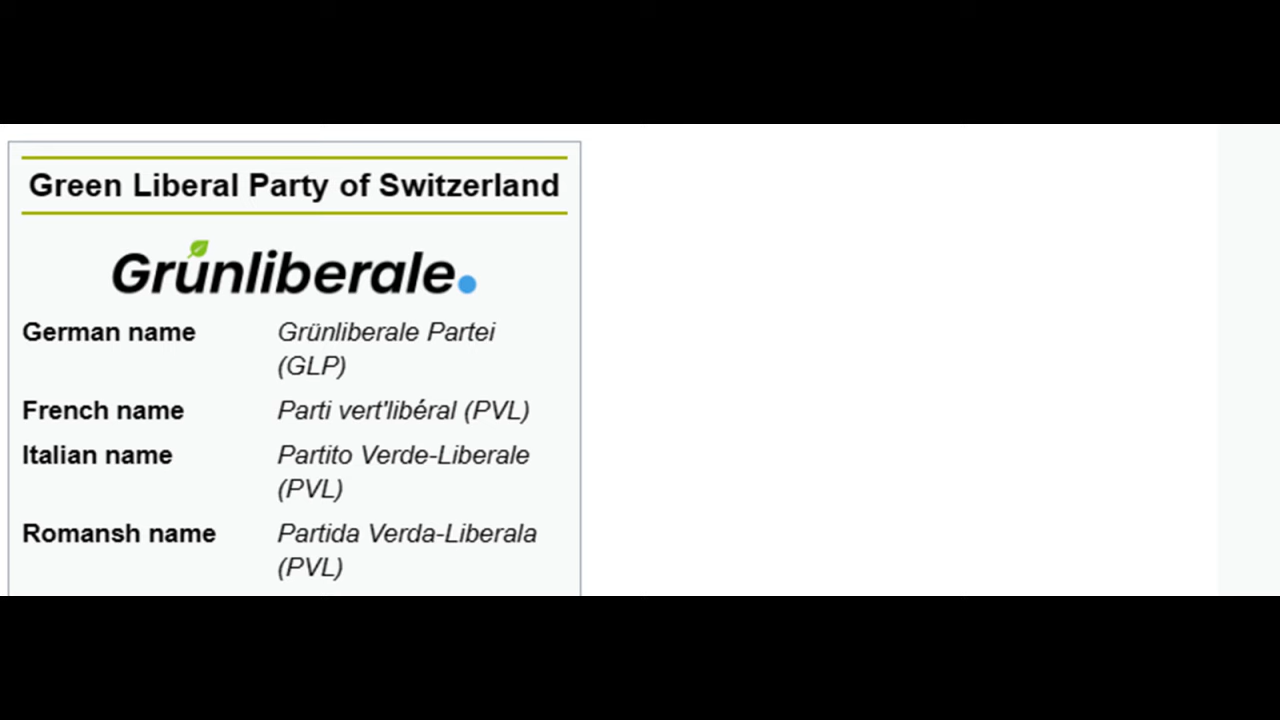 Green Liberal Party of Switzerland
Grünliberale.
German name Grünliberale Partei
(GLP)
French name Parti vert'libéral (PVL)
Italian name Partito Verde-Liberale
(PVL)
Romansh name Partida Verda-Liberala
(PVL)